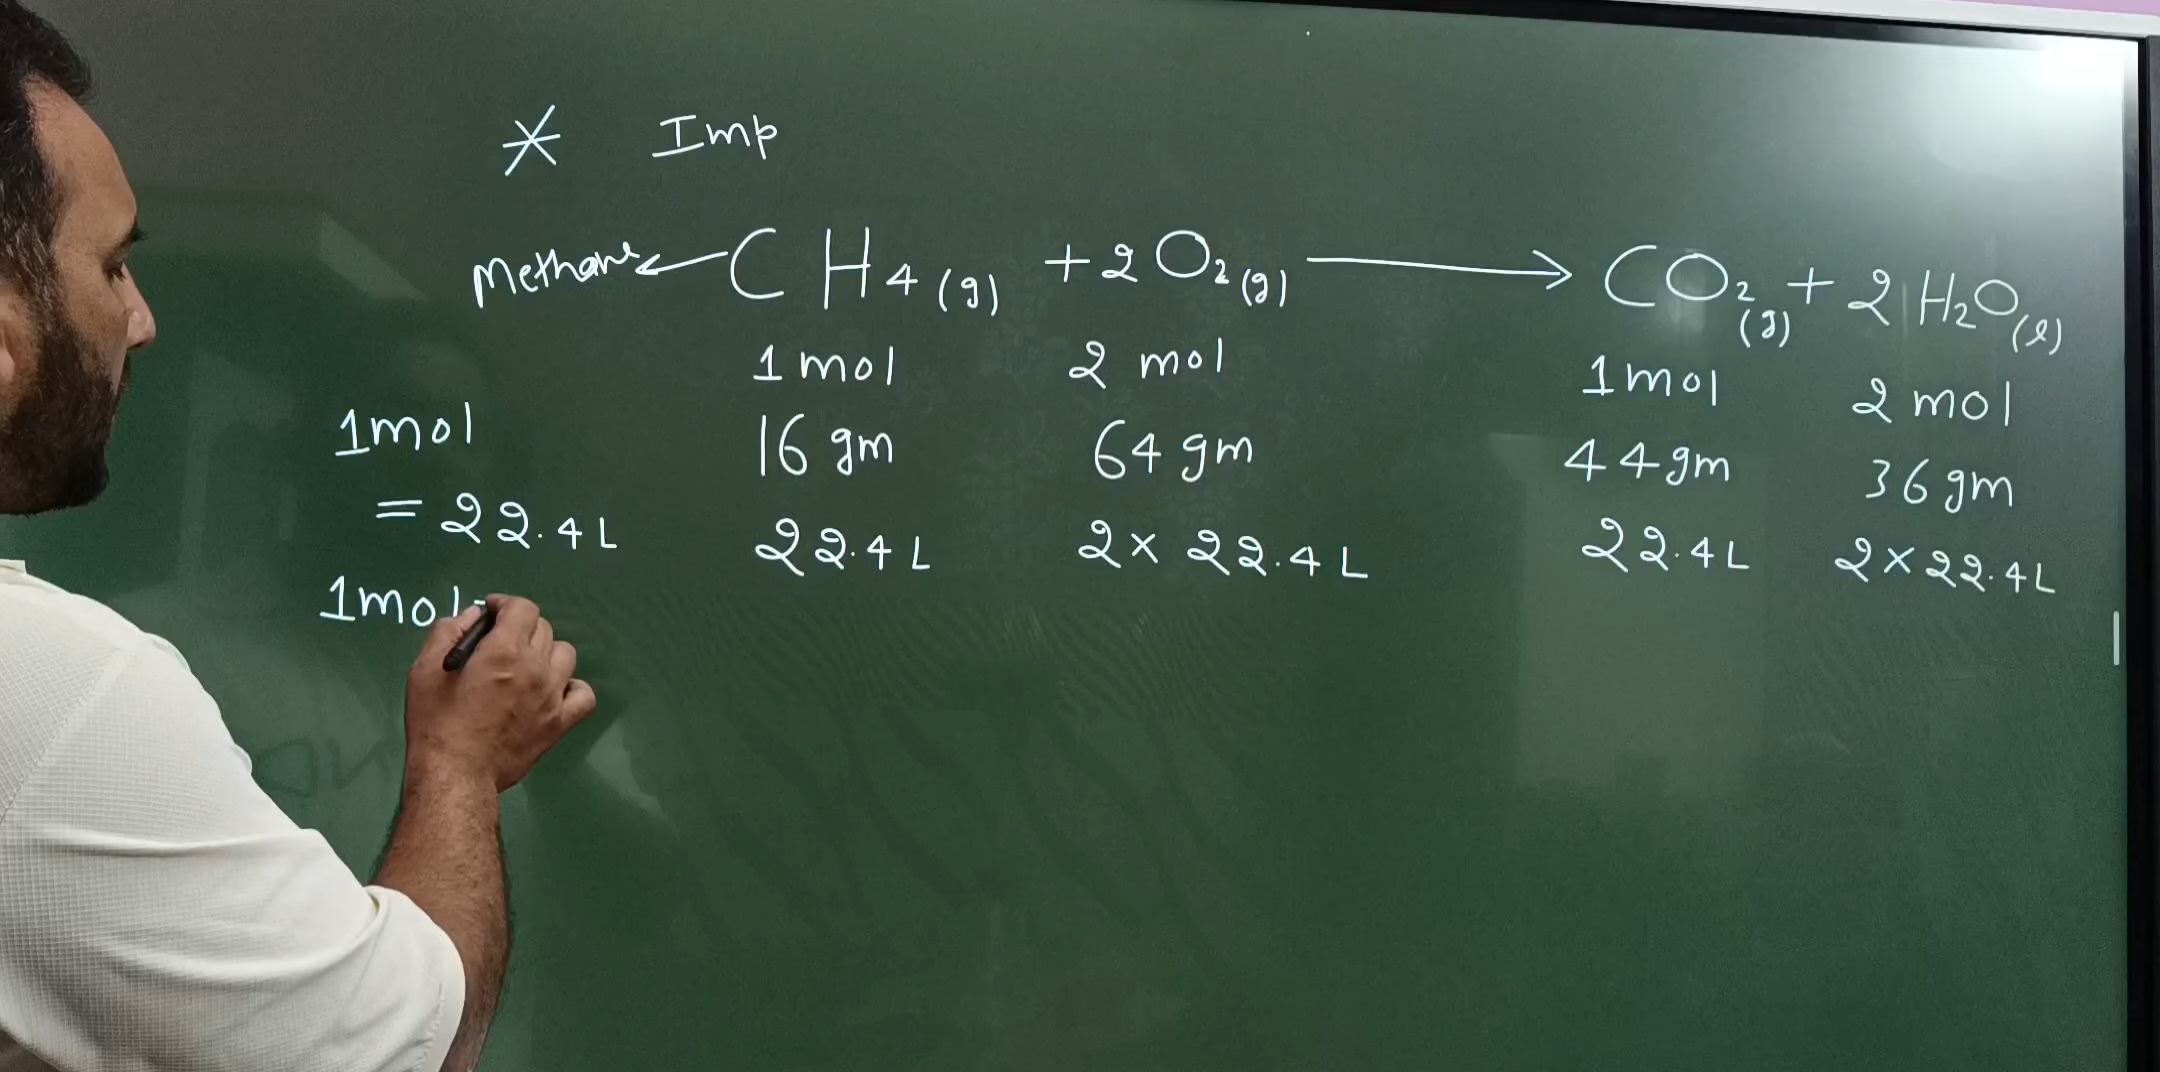 * Imp
Methane ← CH4(g) + 2O2(g) → CO2(g) + 2H2O(l)
1 mol 2 mol 1 mol 2 mol
16 gm 64 gm 44 gm 36 gm
1 mol
= 22.4 L 22.4 L 2 × 22.4 L 22.4 L 2 × 22.4 L
1 mol =